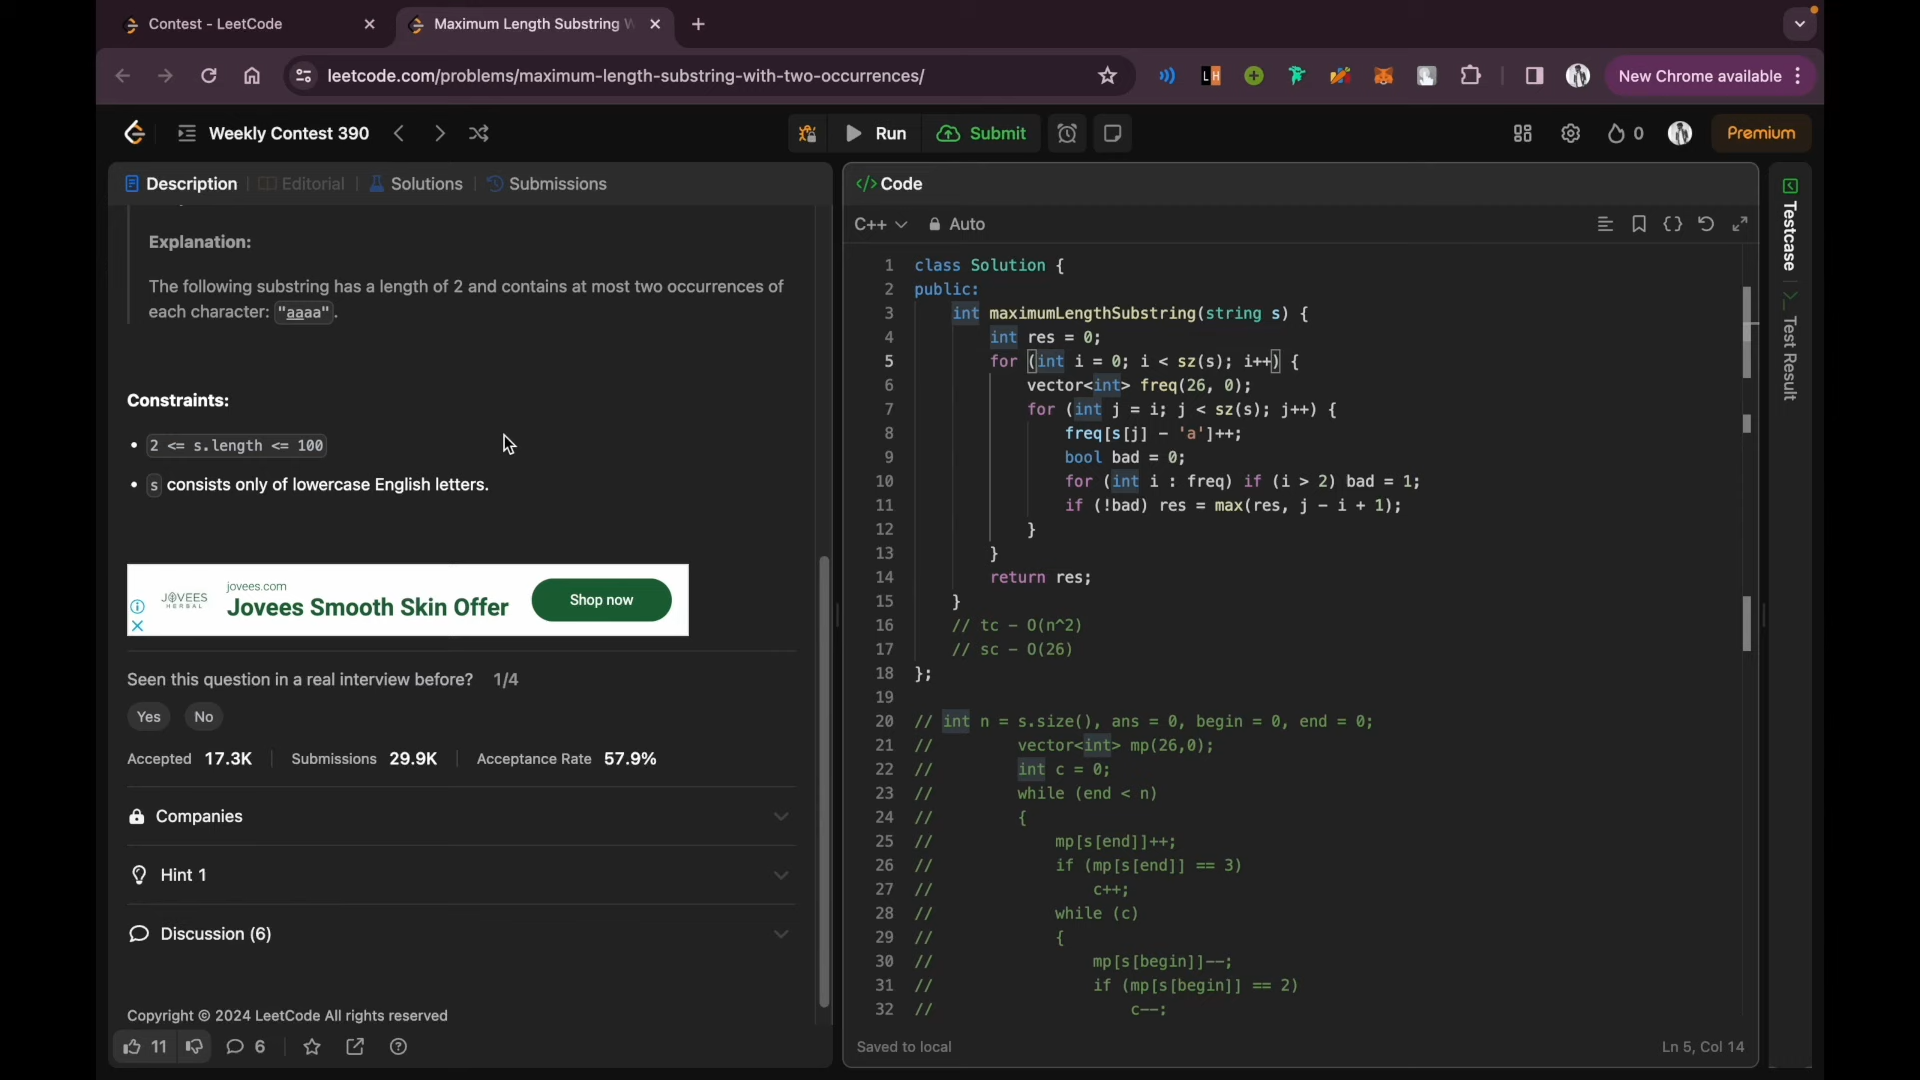 Contest - LeetCode
Maximum Length Substring W
leetcode.com/problems/maximum-length-substring-with-two-occurrences/
LH
New Chrome available
Weekly Contest 390
Run
Submit
0
Premium
Description
Editorial
Solutions
Submissions
Explanation:
The following substring has a length of 2 and contains at most two occurrences of
each character: "aaaa".
Constraints:
• 2 <= s.length <= 100
• s consists only of lowercase English letters.
JOVEES
HERBAL
jovees.com
Jovees Smooth Skin Offer
Shop now
Seen this question in a real interview before? 1/4
Yes
No
Accepted 17.3K
Submissions 29.9K
Acceptance Rate 57.9%
Companies
Hint 1
Discussion (6)
Copyright © 2024 LeetCode All rights reserved
11
6
</> Code
C++
Auto
1 class Solution {
2 public:
3 int maximumLengthSubstring(string s) {
4 int res = 0;
5 for (int i = 0; i < sz(s); i++) {
6 vector<int> freq(26, 0);
7 for (int j = i; j < sz(s); j++) {
8 freq[s[j] - 'a']++;
9 bool bad = 0;
10 for (int i : freq) if (i > 2) bad = 1;
11 if (!bad) res = max(res, j - i + 1);
12 }
13 }
14 return res;
15 }
16 // tc - O(n^2)
17 // sc - O(26)
18 };
19
20 // int n = s.size(), ans = 0, begin = 0, end = 0;
21 // vector<int> mp(26,0);
22 // int c = 0;
23 // while (end < n)
24 // {
25 // mp[s[end]]++;
26 // if (mp[s[end]] == 3)
27 // c++;
28 // while (c)
29 // {
30 // mp[s[begin]]--;
31 // if (mp[s[begin]] == 2)
32 // c--;
Saved to local
Ln 5, Col 14
Testcase
Test Result